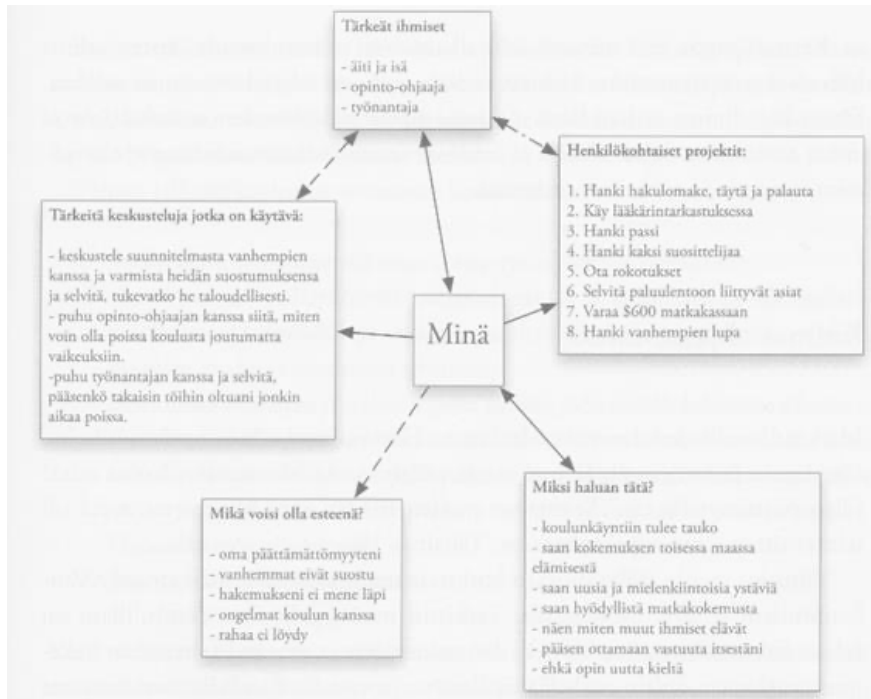 Tärkeät ihmiset
- äiti ja isä
- opinto-ohjaaja
- työnantaja
Tärkeitä keskusteluja jotka on käytävä:
- keskustele suunnitelmasta vanhempien
kanssa ja varmista heidän suostumuksensa
ja selvitä, tukevatko he taloudellisesti.
- puhu opinto-ohjaajan kanssa siitä, miten
voin olla poissa koulusta joutumatta
vaikeuksiin.
-puhu työnantajan kanssa ja selvitä,
pääsenkö takaisin töihin oltuani jonkin
aikaa poissa.
Henkilökohtaiset projektit:
1. Hanki hakulomake, täytä ja palauta
2. Käy lääkärintarkastuksessa
3. Hanki passi
4. Hanki kaksi suosittelijaa
5. Ota rokotukset
6. Selvitä paluulentoon liittyvät asiat
7. Varaa $600 matkakassaan
8. Hanki vanhempien lupa
Minä
Mikä voisi olla esteenä?
- oma päättämättömyyteni
- vanhemmat eivät suostu
- hakemukseni ei mene läpi
- ongelmat koulun kanssa
- rahaa ei löydy
Miksi haluan tätä?
- koulunkäyntiin tulee tauko
- saan kokemuksen toisessa maassa
elämisestä
- saan uusia ja mielenkiintoisia ystäviä
- saan hyödyllistä matkakokemusta
- näen miten muut ihmiset elävät
- pääsen ottamaan vastuuta itsestäni
- ehkä opin uutta kieltä